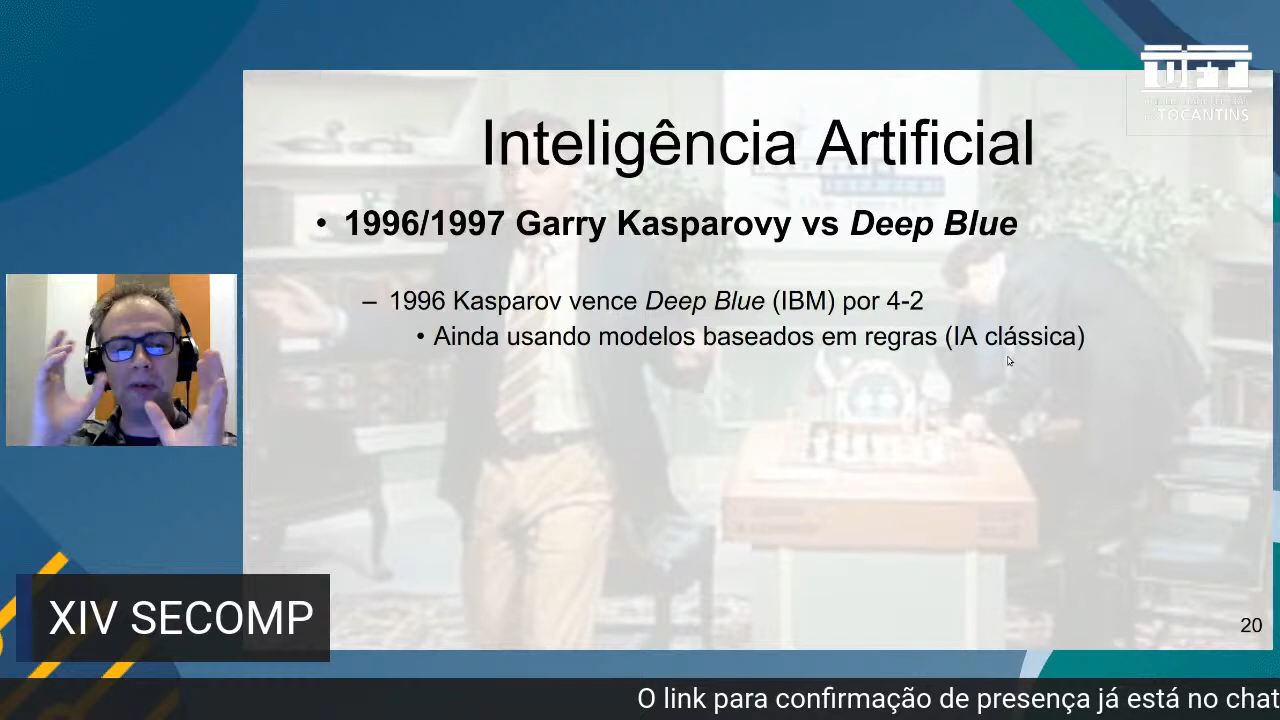 Inteligência Artificial
• 1996/1997 Garry Kasparovy vs Deep Blue
– 1996 Kasparov vence Deep Blue (IBM) por 4-2
• Ainda usando modelos baseados em regras (IA clássica)
20
TOCANTINS
XIV SECOMP
O link para confirmação de presença já está no chat